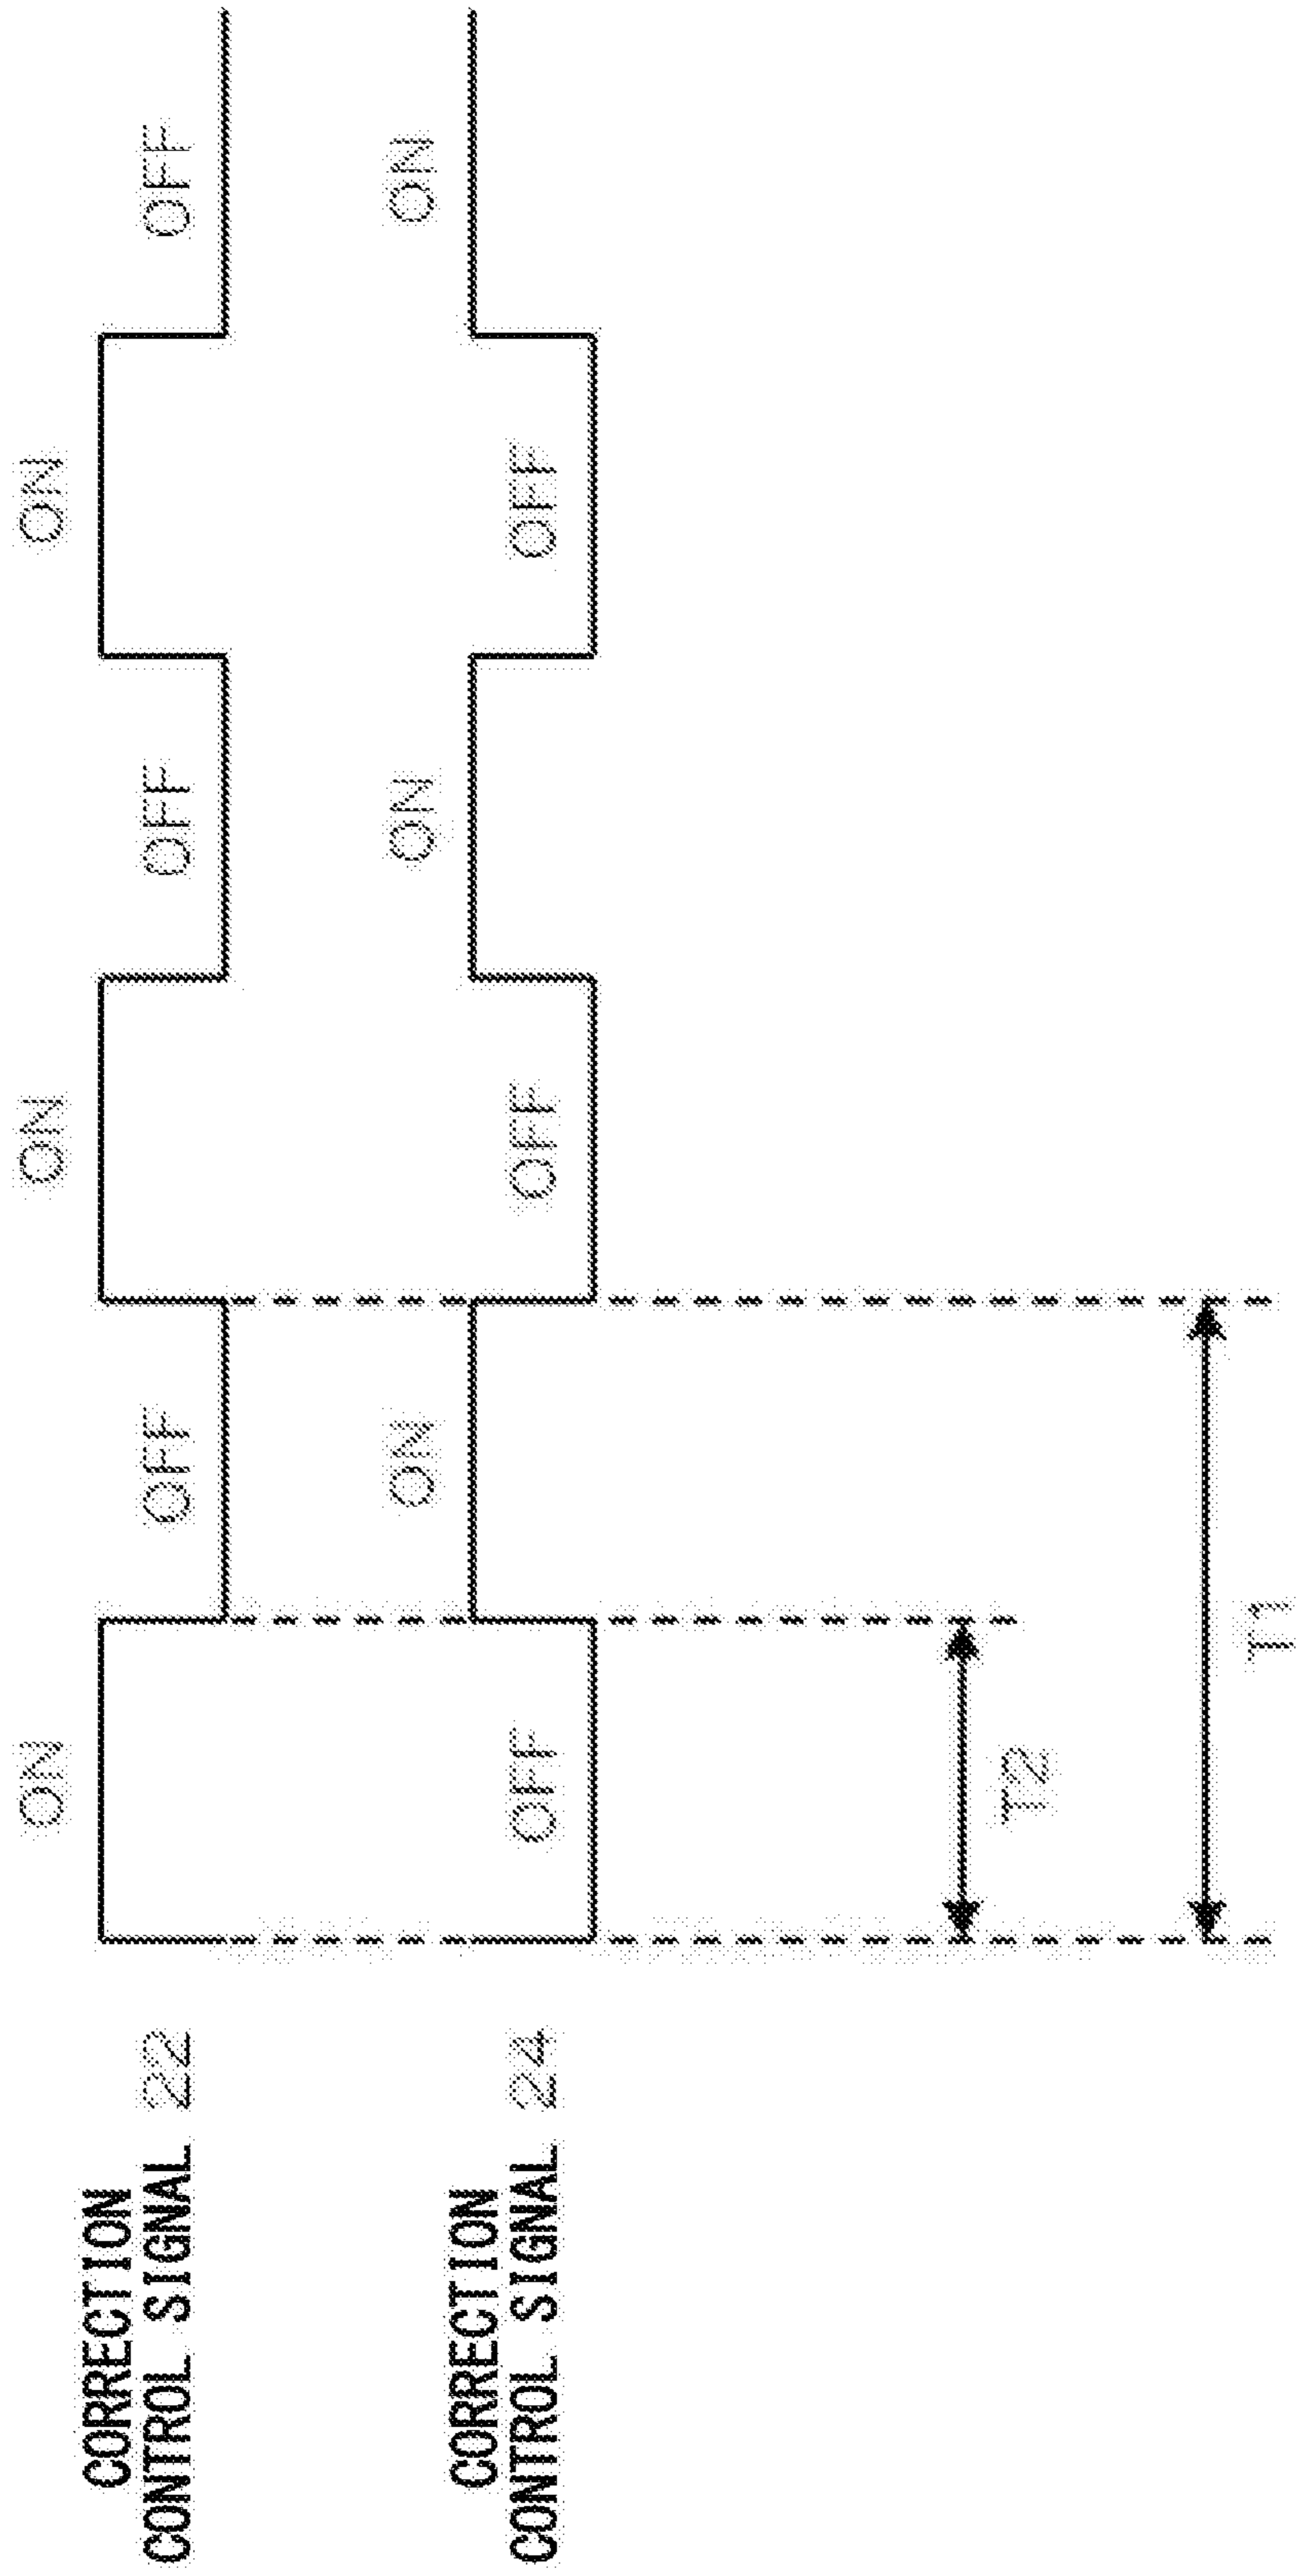 ON
ON
ON
CORRECTION
CONTROL SIGNAL 22
OFF
OFF
OFF
ON
ON
ON
CORRECTION
CONTROL SIGNAL 24
OFF
OFF
OFF
T2
T1